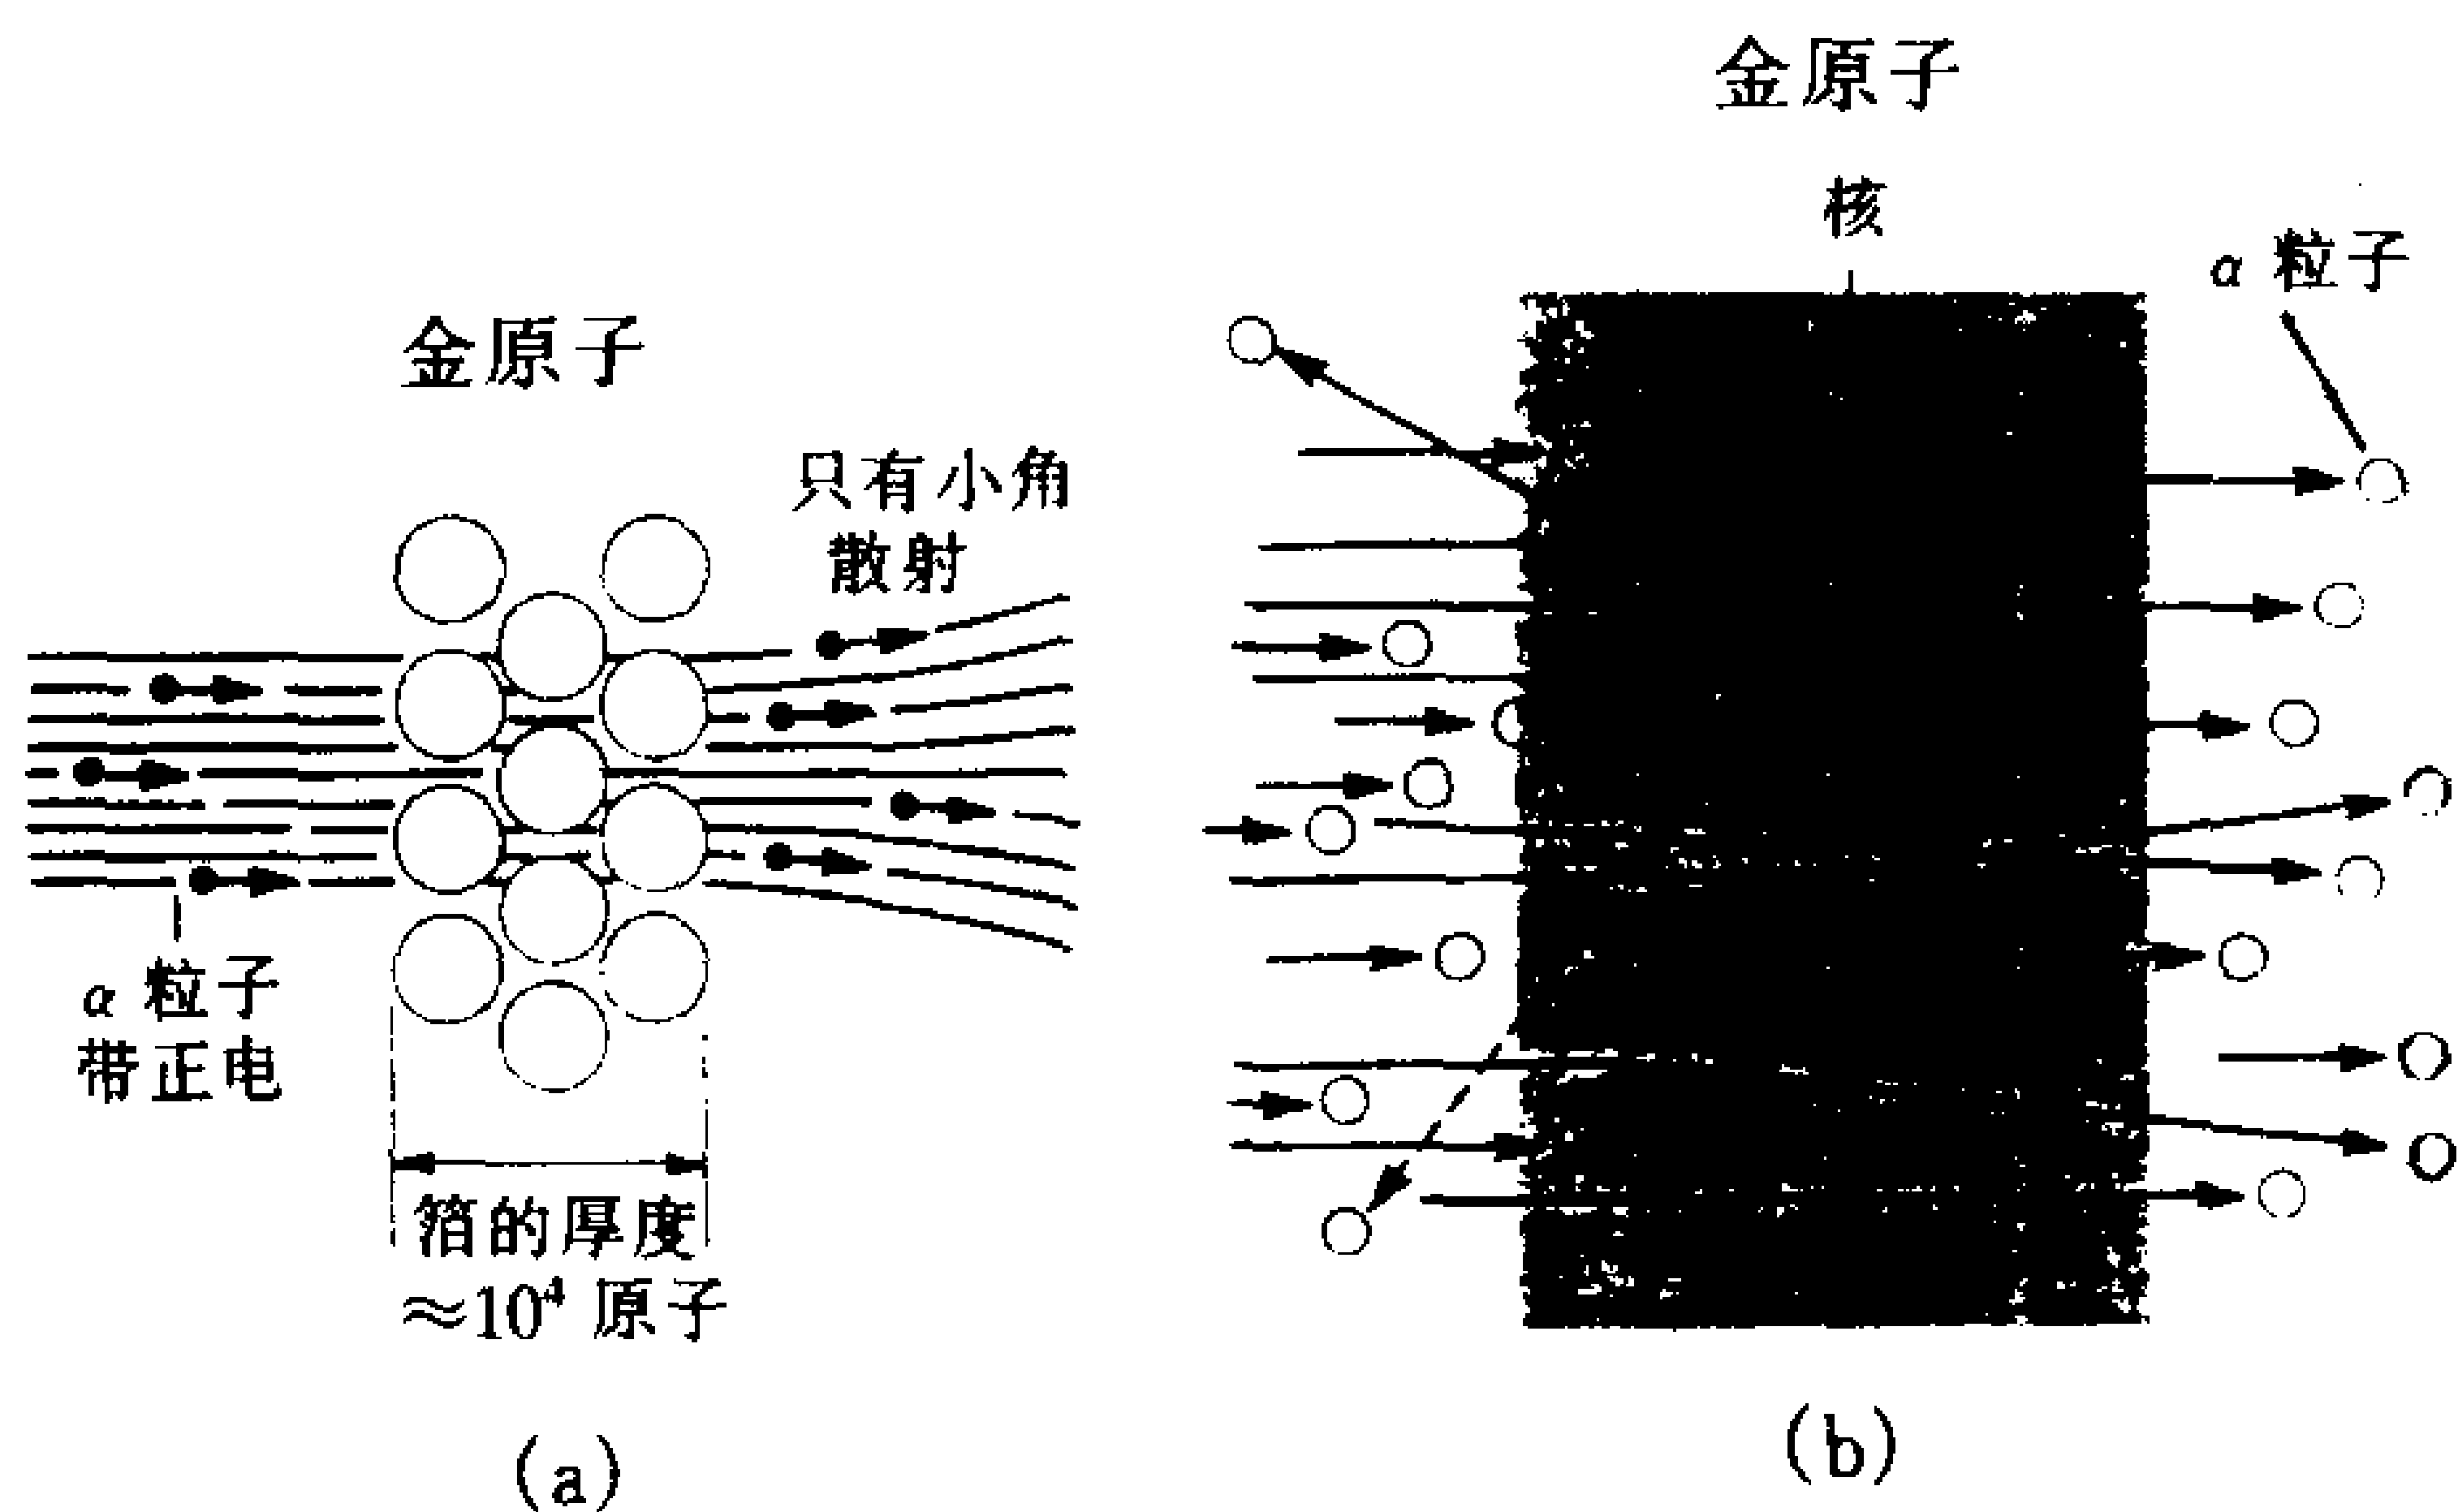 金原子
只有小角
散射
α 粒子
带正电
箔的厚度
≈10⁴ 原子
(a)
金原子
核
α 粒子
(b)